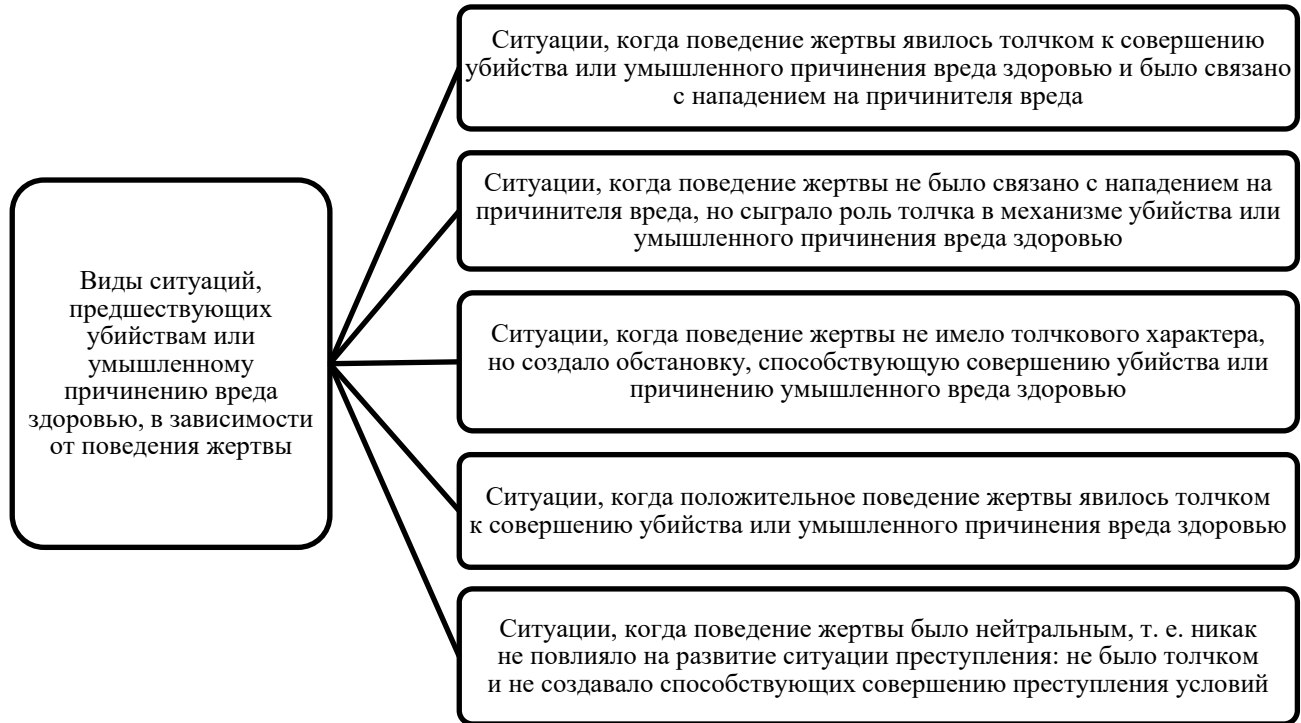 Виды ситуаций,
предшествующих
убийствам или
умышленному
причинению вреда
здоровью, в зависимости
от поведения жертвы
Ситуации, когда поведение жертвы явилось толчком к совершению
убийства или умышленного причинения вреда здоровью и было связано
с нападением на причинителя вреда
Ситуации, когда поведение жертвы не было связано с нападением на
причинителя вреда, но сыграло роль толчка в механизме убийства или
умышленного причинения вреда здоровью
Ситуации, когда поведение жертвы не имело толчкового характера,
но создало обстановку, способствующую совершению убийства или
причинению умышленного вреда здоровью
Ситуации, когда положительное поведение жертвы явилось толчком
к совершению убийства или умышленного причинения вреда здоровью
Ситуации, когда поведение жертвы было нейтральным, т. е. никак
не повлияло на развитие ситуации преступления: не было толчком
и не создавало способствующих совершению преступления условий